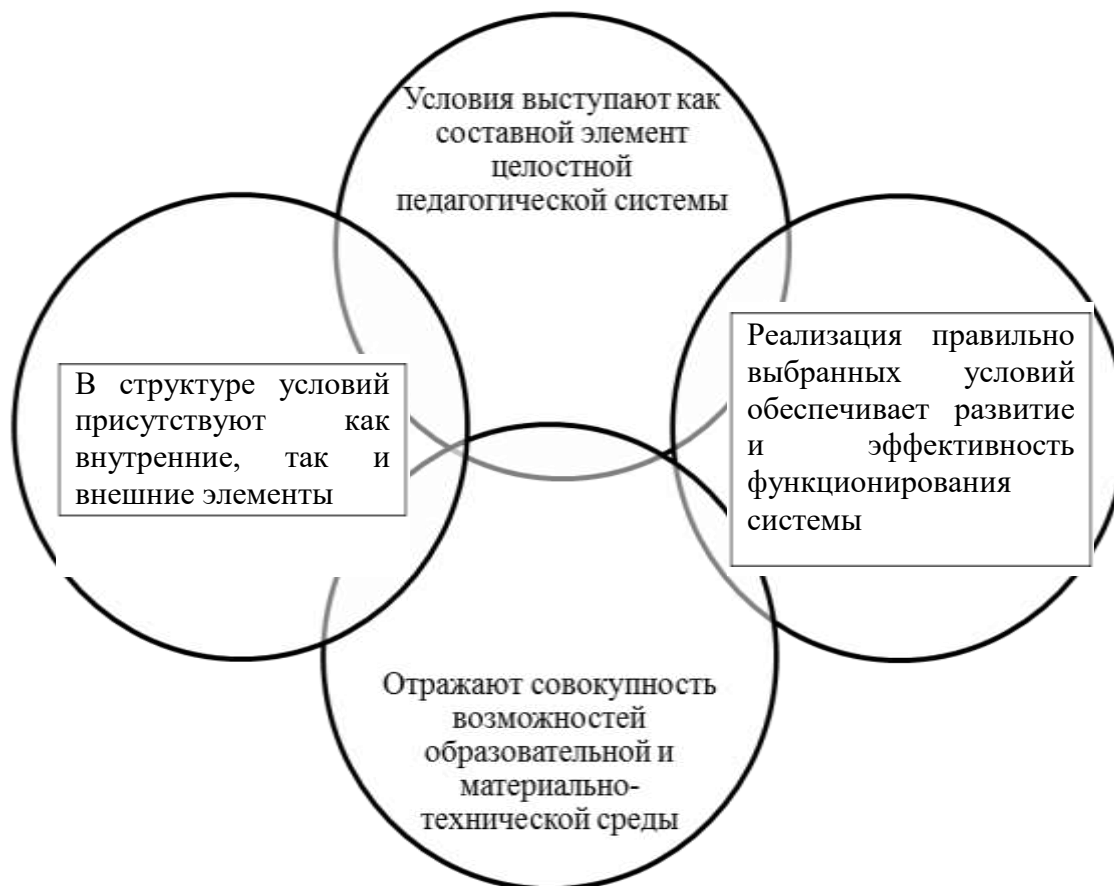 Условия выступают как
составной элемент
целостной
педагогической системы
В структуре условий
присутствуют как
внутренние, так и
внешние элементы
Реализация правильно
выбранных условий
обеспечивает развитие
и эффективность
функционирования
системы
Отражают совокупность
возможностей
образовательной и
материально-
технической среды